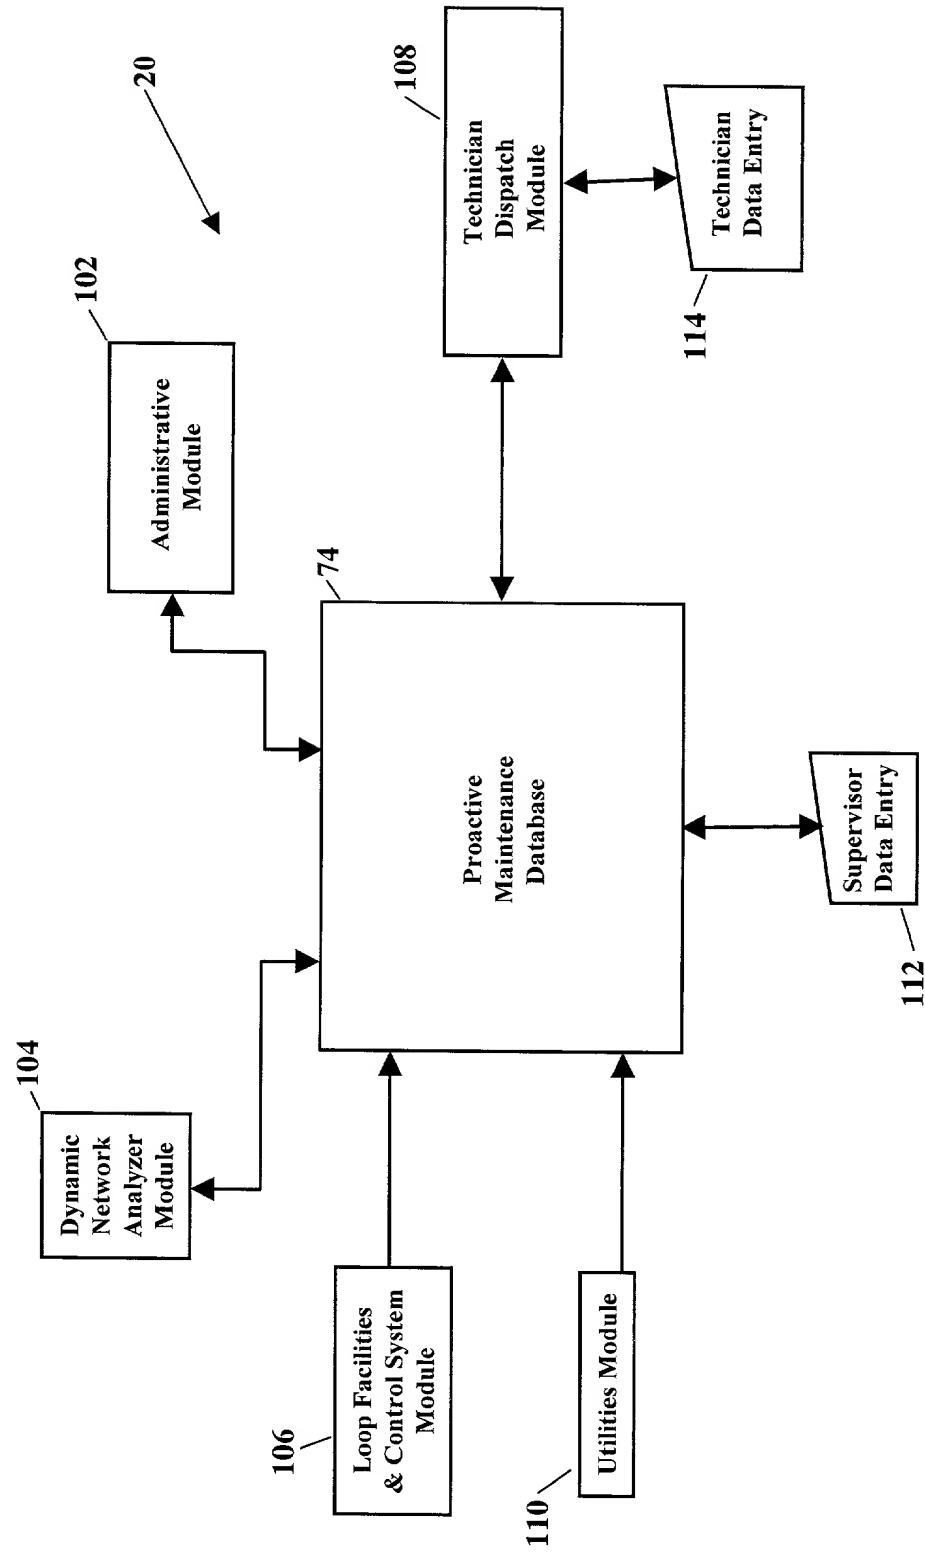 20
102
Administrative
Module
104
Dynamic
Network
Analyzer
Module
74
Proactive
Maintenance
Database
108
Technician
Dispatch
Module
106
Loop Facilities
& Control System
Module
110
Utilities Module
112
Supervisor
Data Entry
114
Technician
Data Entry